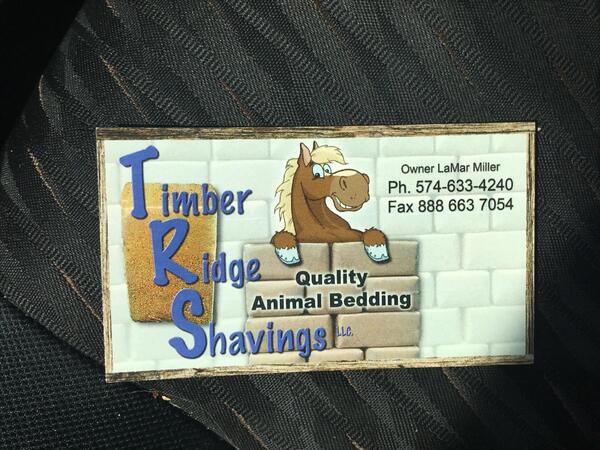 Timber
Ridge
Shavings LLC.
Quality
Animal Bedding
Owner LaMar Miller
Ph. 574-633-4240
Fax 888 663 7054